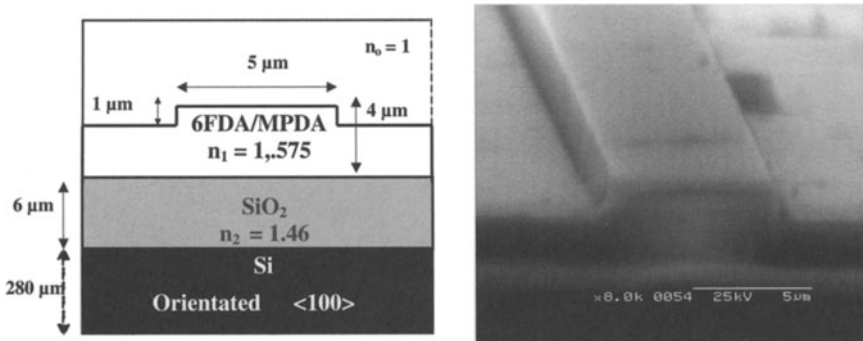 n₀ = 1
5 µm
1 µm
4 µm
6FDA/MPDA
n₁ = 1,.575
6 µm
SiO₂
n₂ = 1.46
Si
280 µm
Orientated <100>
x8.0k 0054 25kV 5µm